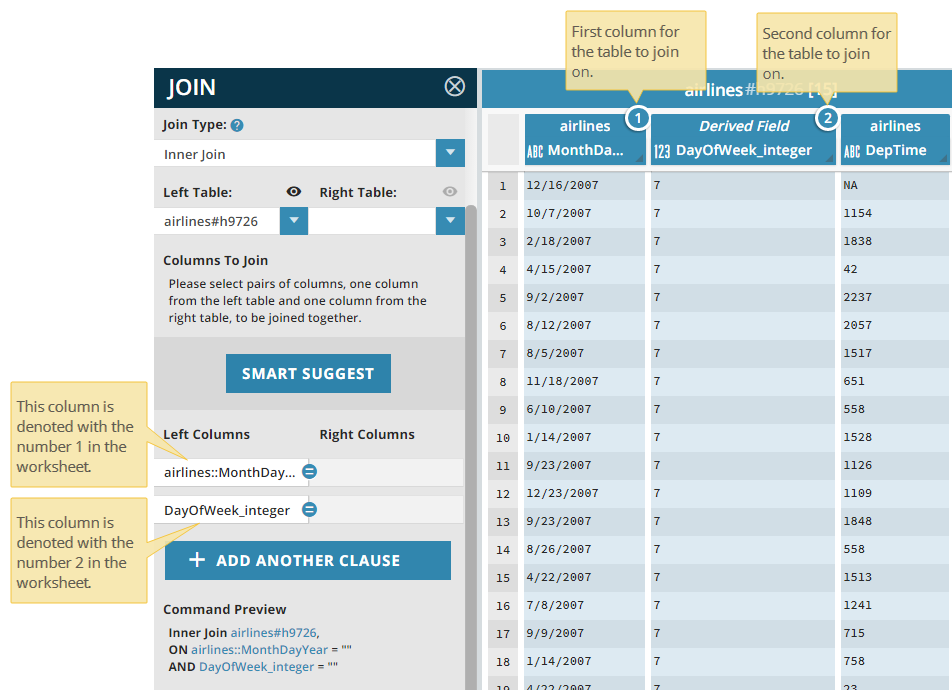 First column for
the table to join
on.
Second column for
the table to join
on.
JOIN
airlines#h9726 [15]
Join Type: ?
Inner Join
Left Table: Right Table:
airlines#h9726
Columns To Join
Please select pairs of columns, one column
from the left table and one column from the
right table, to be joined together.
SMART SUGGEST
This column is
denoted with the
number 1 in the
worksheet.
Left Columns Right Columns
airlines::MonthDay... =
DayOfWeek_integer =
This column is
denoted with the
number 2 in the
worksheet.
+ ADD ANOTHER CLAUSE
Command Preview
Inner Join airlines#h9726,
ON airlines::MonthDayYear = ""
AND DayOfWeek_integer = ""
1 2
airlines Derived Field airlines
ABC MonthDa... 123 DayOfWeek_integer ABC DepTime
1 12/16/2007 7 NA
2 10/7/2007 7 1154
3 2/18/2007 7 1838
4 4/15/2007 7 42
5 9/2/2007 7 2237
6 8/12/2007 7 2057
7 8/5/2007 7 1517
8 11/18/2007 7 651
9 6/10/2007 7 558
10 1/14/2007 7 1528
11 9/23/2007 7 1126
12 12/23/2007 7 1109
13 9/23/2007 7 1848
14 8/26/2007 7 558
15 4/22/2007 7 1513
16 7/8/2007 7 1241
17 9/9/2007 7 715
18 1/14/2007 7 758
19 4/22/2007 7 23